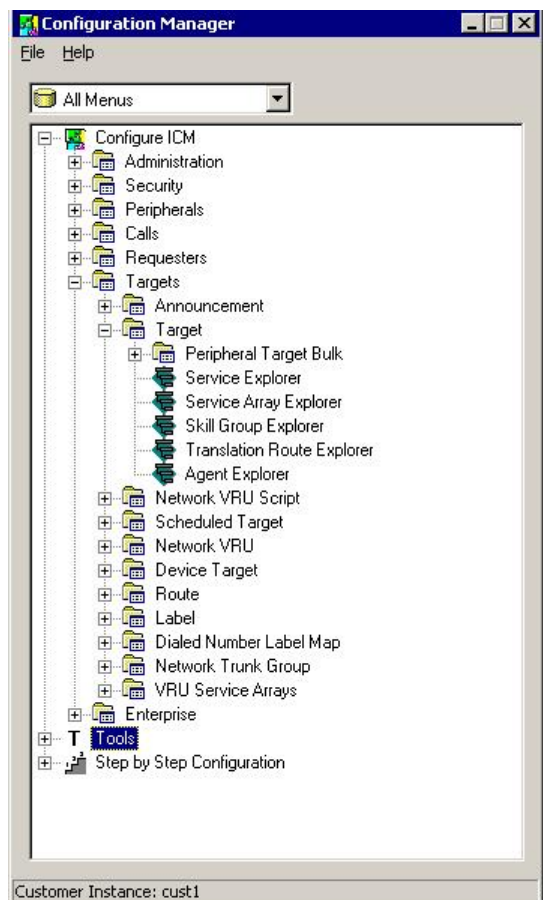 Configuration Manager
File Help
All Menus
Configure ICM
Administration
Security
Peripherals
Calls
Requesters
Targets
Announcement
Target
Peripheral Target Bulk
Service Explorer
Service Array Explorer
Skill Group Explorer
Translation Route Explorer
Agent Explorer
Network VRU Script
Scheduled Target
Network VRU
Device Target
Route
Label
Dialed Number Label Map
Network Trunk Group
VRU Service Arrays
Enterprise
T Tools
Step by Step Configuration
Customer Instance: cust1